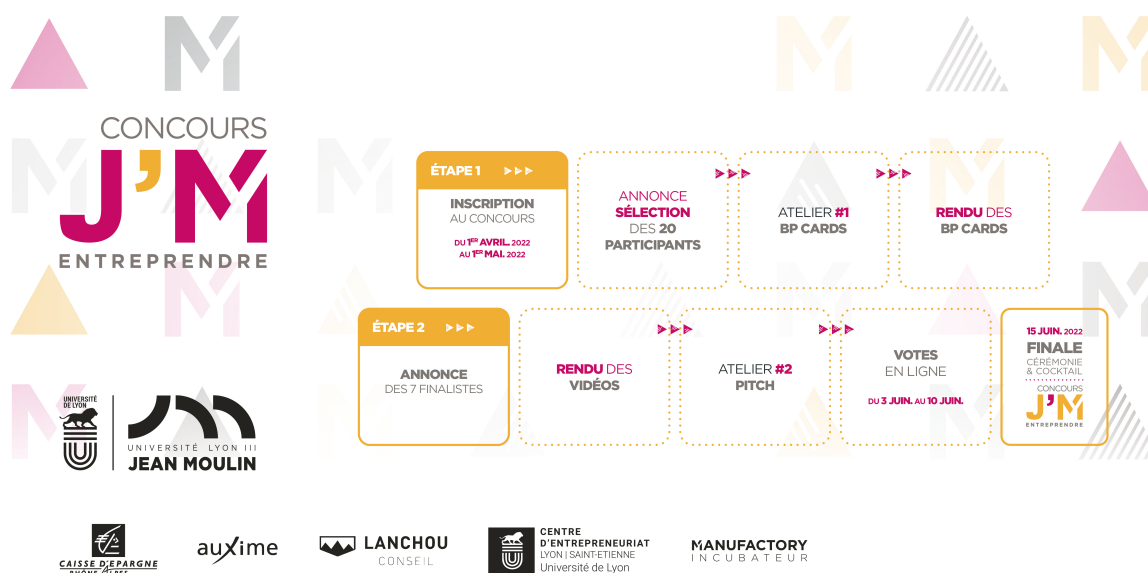 CONCOURS
J'M
ENTREPRENDRE
ÉTAPE 1
INSCRIPTION
AU CONCOURS
DU 1ER AVRIL. 2022
AU 1ER MAI. 2022
ANNONCE
SÉLECTION
DES 20
PARTICIPANTS
ATELIER #1
BP CARDS
RENDU DES
BP CARDS
ÉTAPE 2
ANNONCE
DES 7 FINALISTES
RENDU DES
VIDÉOS
ATELIER #2
PITCH
VOTES
EN LIGNE
DU 3 JUIN. AU 10 JUIN.
15 JUIN. 2022
FINALE
CÉRÉMONIE
& COCKTAIL
CONCOURS
J'M
ENTREPRENDRE
UNIVERSITÉ
DE LYON
UNIVERSITÉ LYON III
JEAN MOULIN
CAISSE D'EPARGNE
RHÔNE ALPES
auxime
LANCHOU
CONSEIL
CENTRE
D'ENTREPRENEURIAT
LYON | SAINT-ETIENNE
Université de Lyon
MANUFACTORY
INCUBATEUR